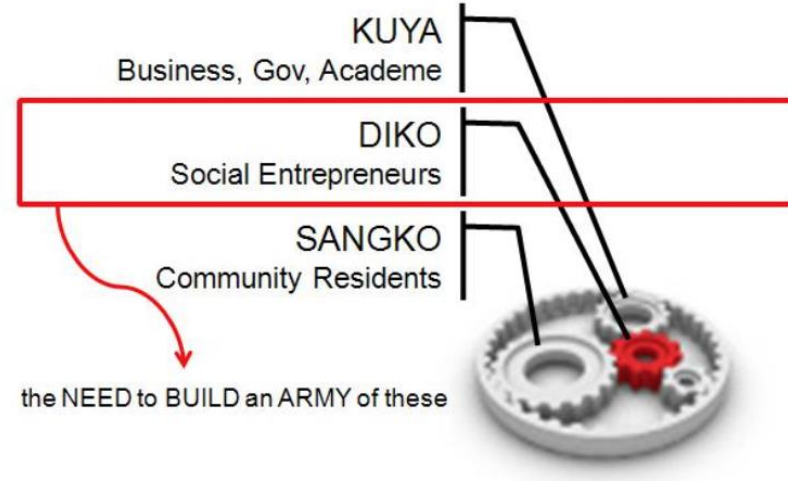 KUYA
Business, Gov, Academe
DIKO
Social Entrepreneurs
SANGKO
Community Residents
the NEED to BUILD an ARMY of these